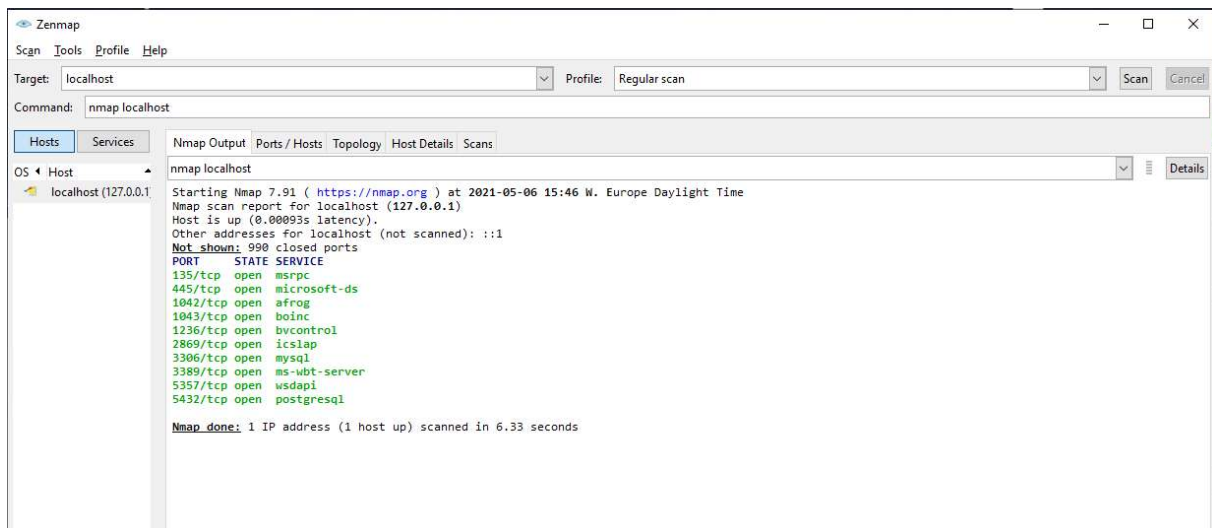 Zenmap
Scan Tools Profile Help
Target: localhost Profile: Regular scan Scan Cancel
Command: nmap localhost
Hosts Services Nmap Output Ports / Hosts Topology Host Details Scans
OS Host nmap localhost Details
localhost (127.0.0.1
Starting Nmap 7.91 ( https://nmap.org ) at 2021-05-06 15:46 W. Europe Daylight Time
Nmap scan report for localhost (127.0.0.1)
Host is up (0.00093s latency).
Other addresses for localhost (not scanned): ::1
Not shown: 990 closed ports
PORT STATE SERVICE
135/tcp open msrpc
445/tcp open microsoft-ds
1042/tcp open afrog
1043/tcp open boinc
1236/tcp open bvcontrol
2869/tcp open icslap
3306/tcp open mysql
3389/tcp open ms-wbt-server
5357/tcp open wsdapi
5432/tcp open postgresql
Nmap done: 1 IP address (1 host up) scanned in 6.33 seconds